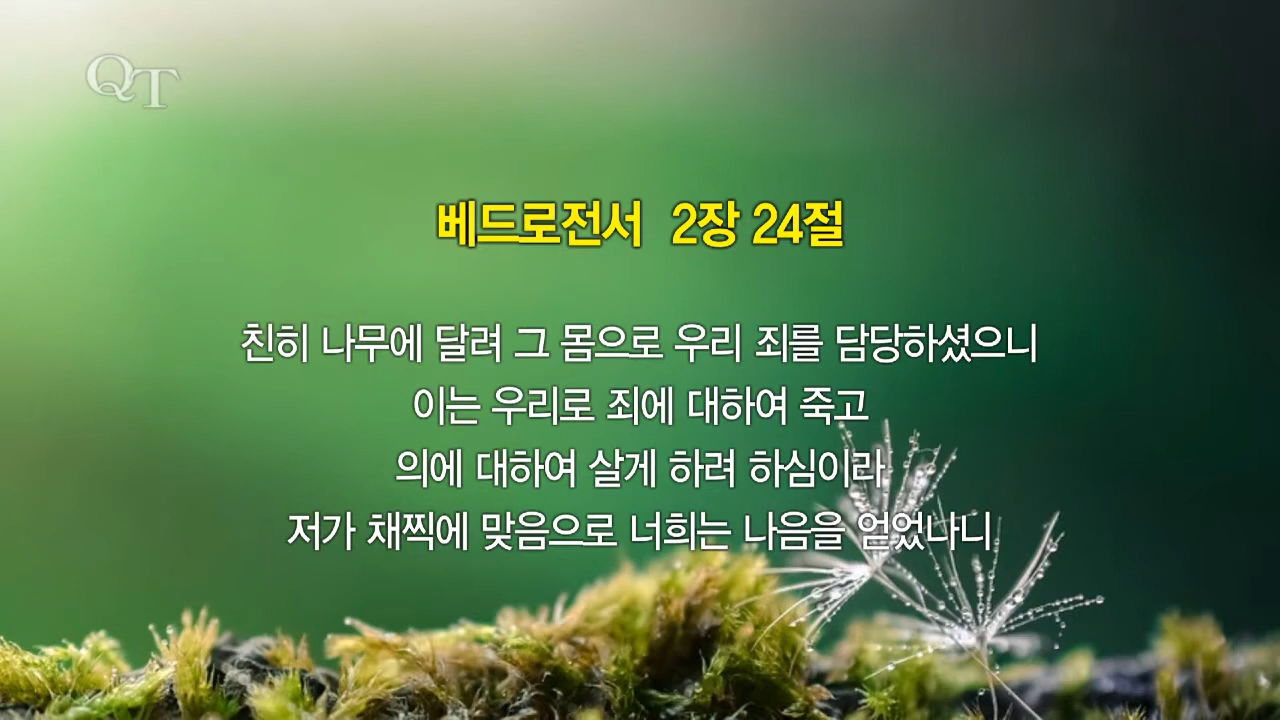 QT
베드로전서 2장 24절
친히 나무에 달려 그 몸으로 우리 죄를 담당하셨으니
이는 우리로 죄에 대하여 죽고
의에 대하여 살게 하려 하심이라
저가 채찍에 맞음으로 너희는 나음을 얻었나니